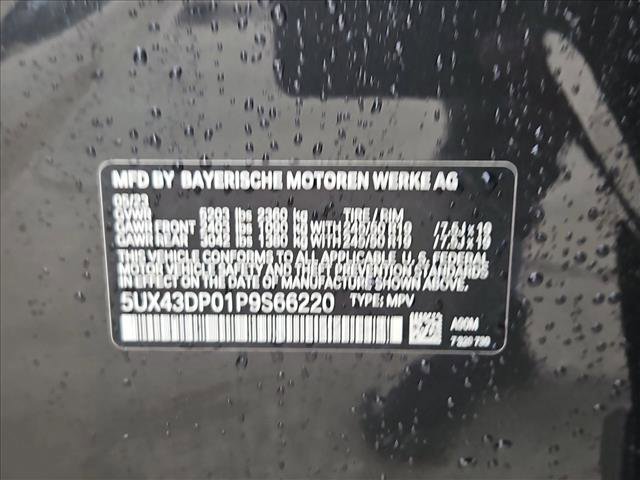 MFD BY BAYERISCHE MOTOREN WERKE AG
05/23
GVWR 5203 lbs 2360 kg TIRE / RIM
GAWR FRONT 2403 lbs 1090 kg WITH 245/50 R19 / 7.5J x 19
GAWR REAR 3042 lbs 1380 kg WITH 245/50 R19 / 7.5J x 19
THIS VEHICLE CONFORMS TO ALL APPLICABLE U.S. FEDERAL
MOTOR VEHICLE SAFETY AND THEFT PREVENTION STANDARDS
IN EFFECT ON THE DATE OF MANUFACTURE SHOWN ABOVE.
5UX43DP01P9S66220 TYPE: MPV
A90M